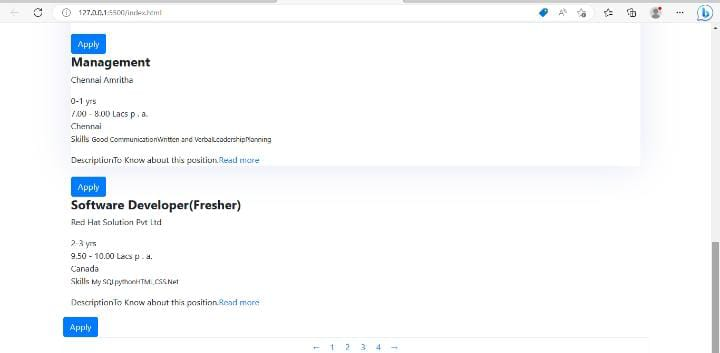 127.0.0.1:5500/index.html
Apply
Management
Chennai Amritha
0-1 yrs
7.00 - 8.00 Lacs p . a.
Chennai
Skills Good CommunicationWritten and VerbalLeadershipPlanning
DescriptionTo Know about this position.Read more
Apply
Software Developer(Fresher)
Red Hat Solution Pvt Ltd
2-3 yrs
9.50 - 10.00 Lacs p . a.
Canada
Skills My SQLpythonHTML,CSS.Net
DescriptionTo Know about this position.Read more
Apply
← 1 2 3 4 →